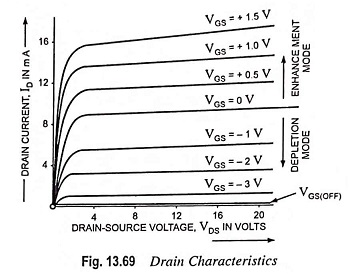 DRAIN CURRENT, I_D in mA
16
12
8
4
0
4
8
12
16
20
V_GS = + 1.5 V
V_GS = + 1.0 V
V_GS = + 0.5 V
V_GS = 0 V
V_GS = − 1 V
V_GS = − 2 V
V_GS = − 3 V
V_GS(OFF)
ENHANCE MENT
MODE
DEPLETION
MODE
DRAIN-SOURCE VOLTAGE, V_DS IN VOLTS
Fig. 13.69 Drain Characteristics